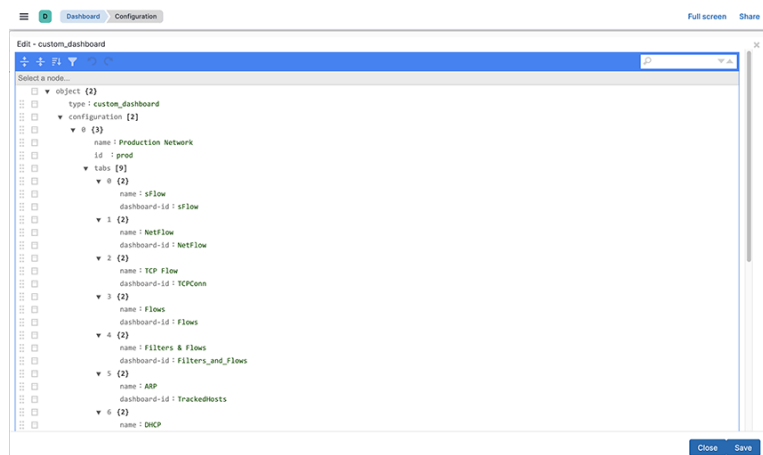 D Dashboard Configuration Full screen Share
Edit - custom_dashboard
Select a node...
object {2}
type : custom_dashboard
configuration [2]
0 {3}
name : Production Network
id : prod
tabs [9]
0 {2}
name : sFlow
dashboard-id : sFlow
1 {2}
name : NetFlow
dashboard-id : NetFlow
2 {2}
name : TCP Flow
dashboard-id : TCPConn
3 {2}
name : Flows
dashboard-id : Flows
4 {2}
name : Filters & Flows
dashboard-id : Filters_and_Flows
5 {2}
name : ARP
dashboard-id : TrackedHosts
6 {2}
name : DHCP
Close Save